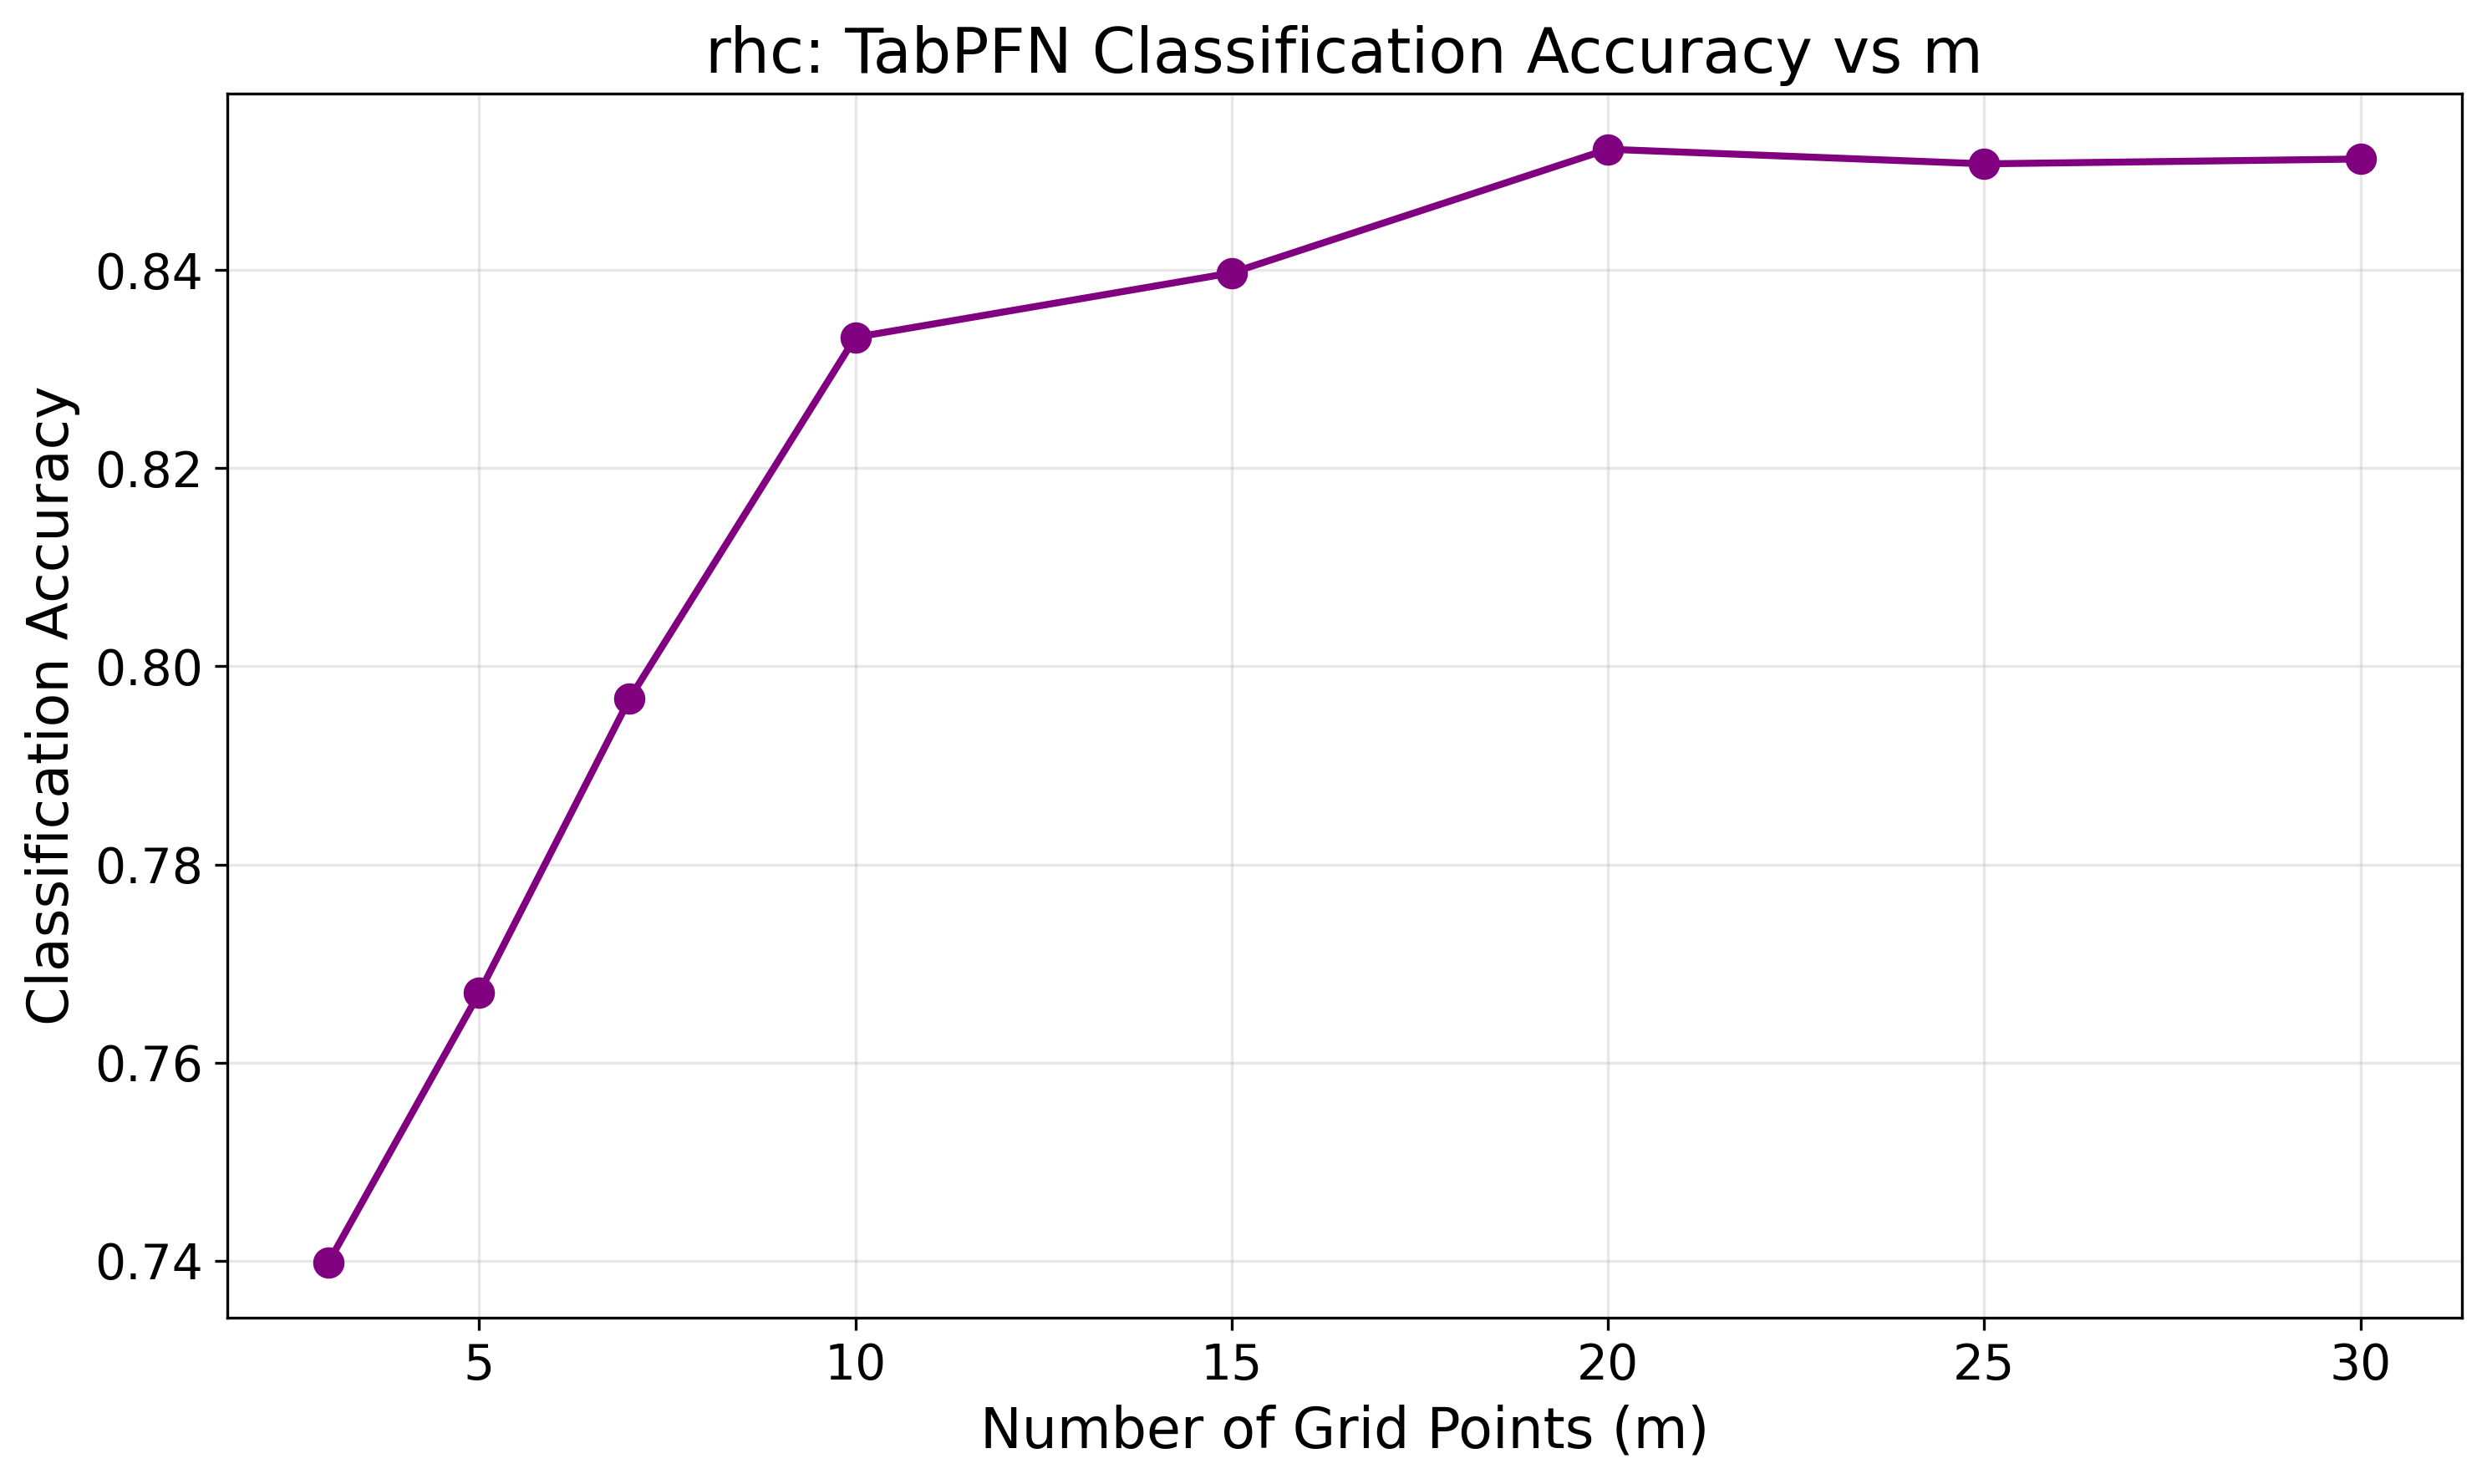 rhc: TabPFN Classification Accuracy vs m
Classification Accuracy
0.84
0.82
0.80
0.78
0.76
0.74
5 10 15 20 25 30
Number of Grid Points (m)